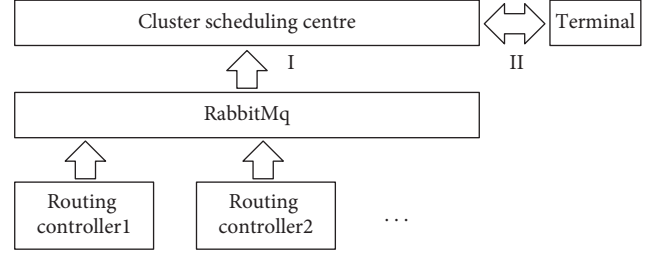 Cluster scheduling centre
Terminal
I
II
RabbitMq
Routing
controller1
Routing
controller2
...